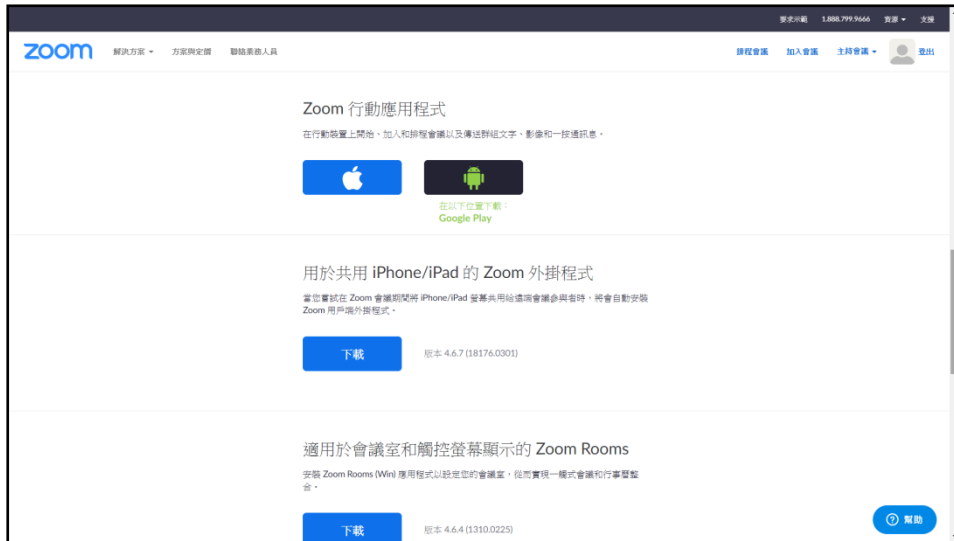 要求示範 1.888.799.9666 資源 支援
zoom 解決方案 方案與定價 聯絡業務人員 排程會議 加入會議 主持會議 登出
Zoom 行動應用程式
在行動裝置上開始、加入和排程會議以及傳送群組文字、影像和一按通訊息。
在以下位置下載：
Google Play
用於共用 iPhone/iPad 的 Zoom 外掛程式
當您嘗試在 Zoom 會議期間將 iPhone/iPad 螢幕共用給遠端會議參與者時，將會自動安裝
Zoom 用戶端外掛程式。
下載 版本 4.6.7 (18176.0301)
適用於會議室和觸控螢幕顯示的 Zoom Rooms
安裝 Zoom Rooms (Win) 應用程式以設定您的會議室，從而實現一觸式會議和行事曆整
合。
下載 版本 4.6.4 (1310.0225)
幫助